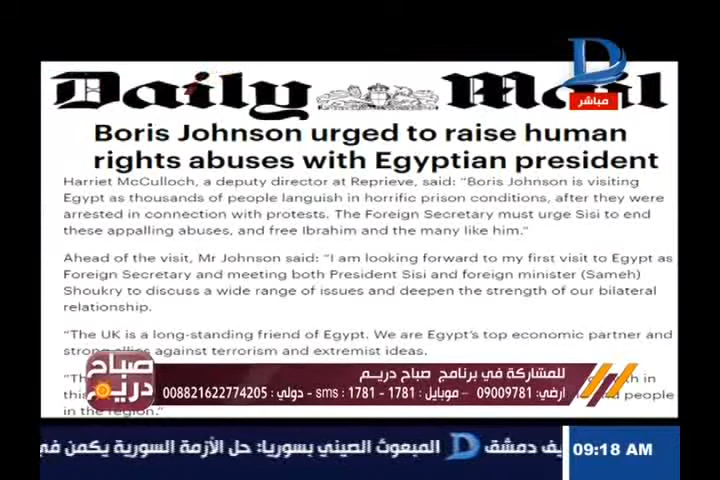 Daily Mail
مباشر
Boris Johnson urged to raise human
rights abuses with Egyptian president
Harriet McCulloch, a deputy director at Reprieve, said: “Boris Johnson is visiting
Egypt as thousands of people languish in horrific prison conditions, after they were
arrested in connection with protests. The Foreign Secretary must urge Sisi to end
these appalling abuses, and free Ibrahim and the many like him.”
Ahead of the visit, Mr Johnson said: “I am looking forward to my first visit to Egypt as
Foreign Secretary and meeting both President Sisi and foreign minister (Sameh)
Shoukry to discuss a wide range of issues and deepen the strength of our bilateral
relationship.
“The UK is a long-standing friend of Egypt. We are Egypt’s top economic partner and
strong allies against terrorism and extremist ideas.
صباح
دريم
للمشاركة في برنامج صباح دريم
ارضي: 09009781 - موبايل: 1781 - sms : 1781 - دولي : 008821622774205
in
people
in the region.”
يف دمشق المبعوث الصيني بسوريا: حل الأزمة السورية يكمن في
09:18 AM